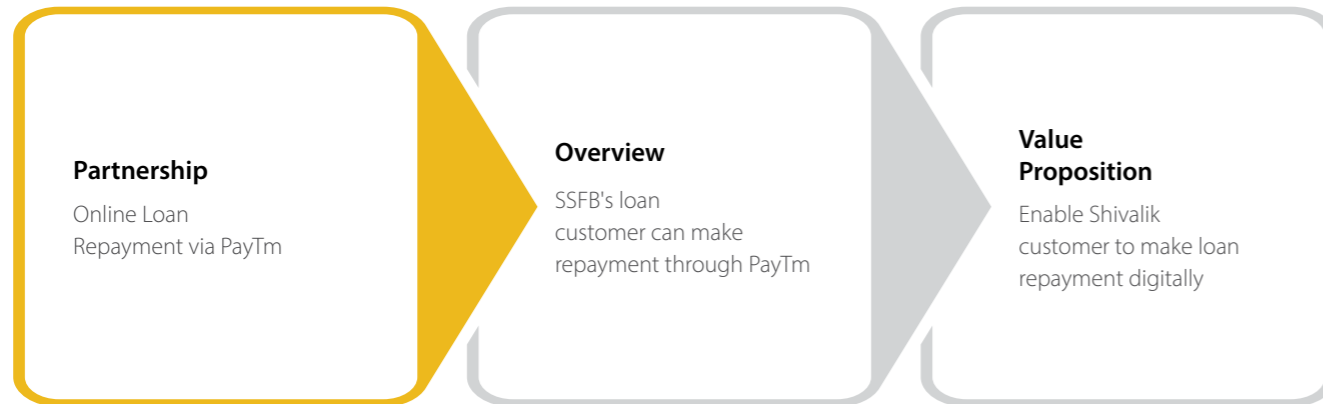 Partnership
Online Loan
Repayment via PayTm
Overview
SSFB's loan
customer can make
repayment through PayTm
Value
Proposition
Enable Shivalik
customer to make loan
repayment digitally